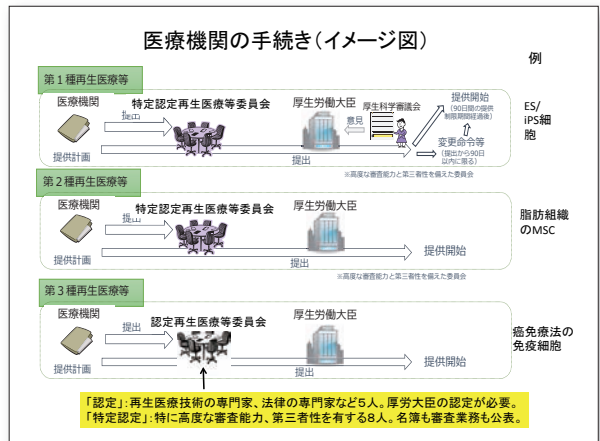 医療機関の手続き(イメージ図)
例
第1種再生医療等
医療機関
提出
特定認定再生医療等委員会
厚生労働大臣
意見
厚生科学審議会
提供開始
(90日間の提供
制限期間経過後)
変更命令等
(提出から90日
以内に限る)
提供計画
提出
※高度な審査能力と第三者性を備えた委員会
ES/
iPS細
胞
第2種再生医療等
医療機関
提出
特定認定再生医療等委員会
厚生労働大臣
提供計画
提出
提供開始
※高度な審査能力と第三者性を備えた委員会
脂肪組織
のMSC
第3種再生医療等
医療機関
提出
認定再生医療等委員会
厚生労働大臣
提供計画
提出
提供開始
癌免療法の
免疫細胞
「認定」:再生医療技術の専門家、法律の専門家など5人。厚労大臣の認定が必要。
「特定認定」:特に高度な審査能力、第三者性を有する8人。名簿も審査業務も公表。